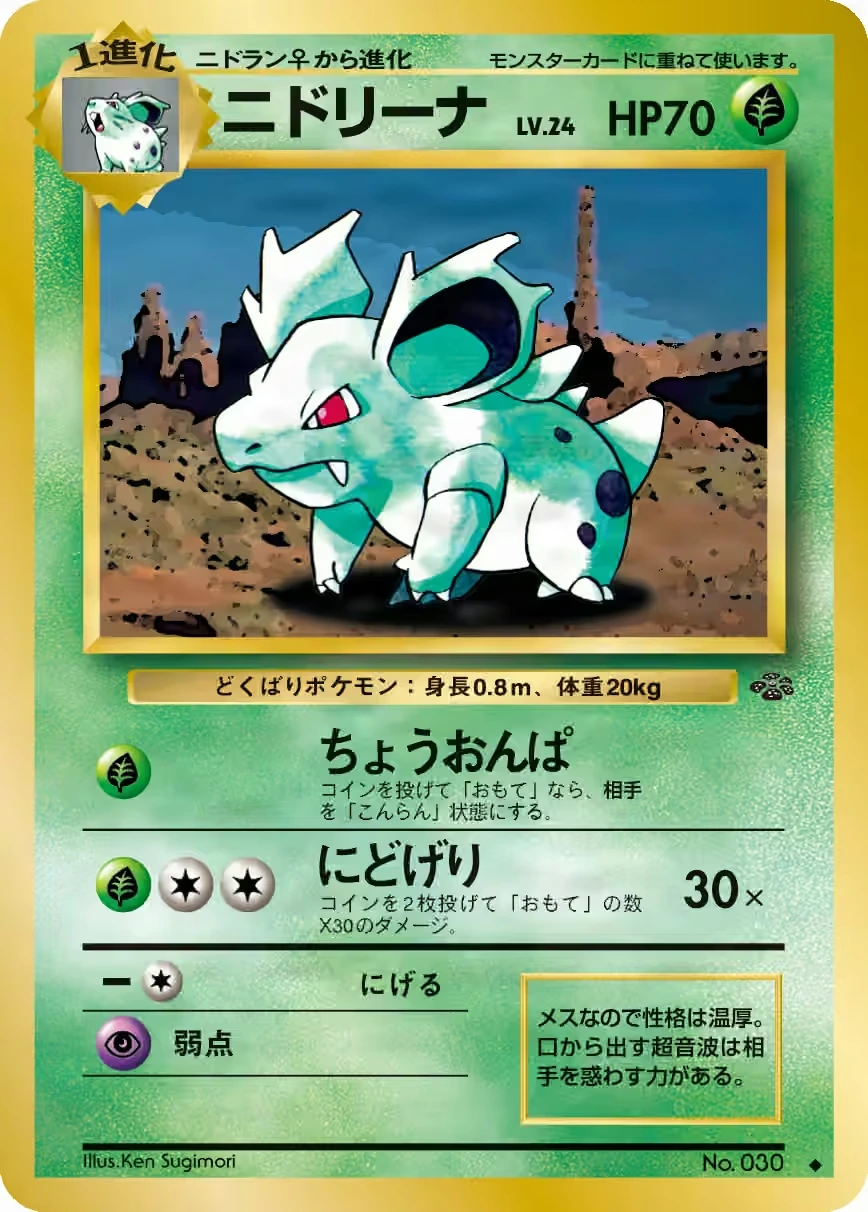 1進化 ニドラン♀から進化 モンスターカードに重ねて使います。
ニドリーナ LV.24 HP70
どくばりポケモン：身長0.8m、体重20kg
ちょうおんぱ
コインを投げて「おもて」なら、相手
を「こんらん」状態にする。
にどげり 30×
コインを2枚投げて「おもて」の数
X30のダメージ。
ー にげる
弱点
メスなので性格は温厚。
口から出す超音波は相
手を惑わす力がある。
Illus.Ken Sugimori No. 030